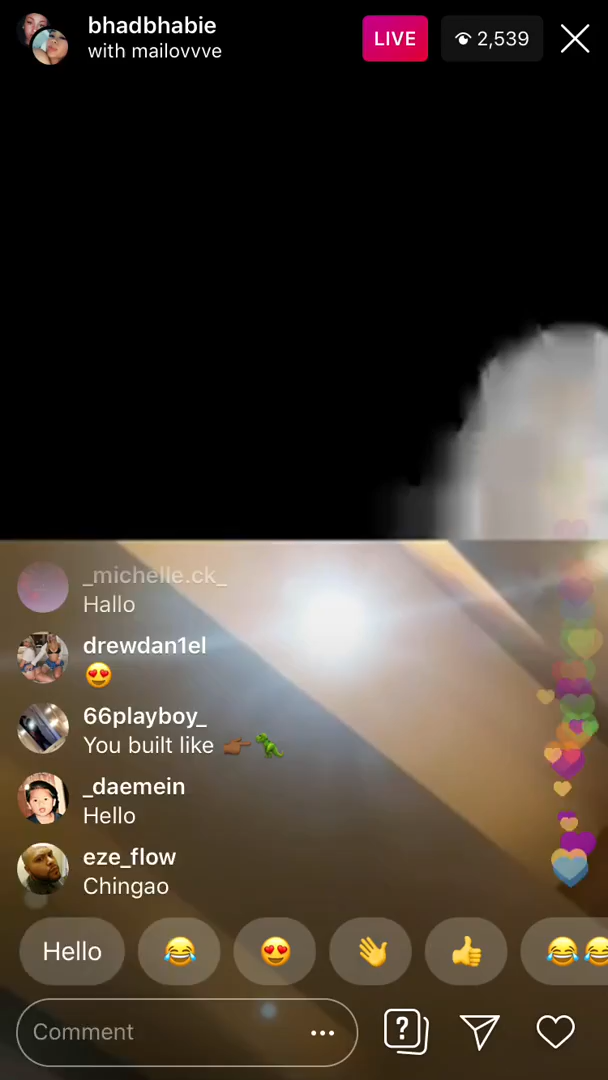 bhadbhabie
with mailovvve
LIVE
2,539
_michelle.ck_
Hallo
drewdan1el
😍
66playboy_
You built like 👉🏾🦖
_daemein
Hello
eze_flow
Chingao
Hello 😂 😍 👋 👍 😂😂
Comment
?